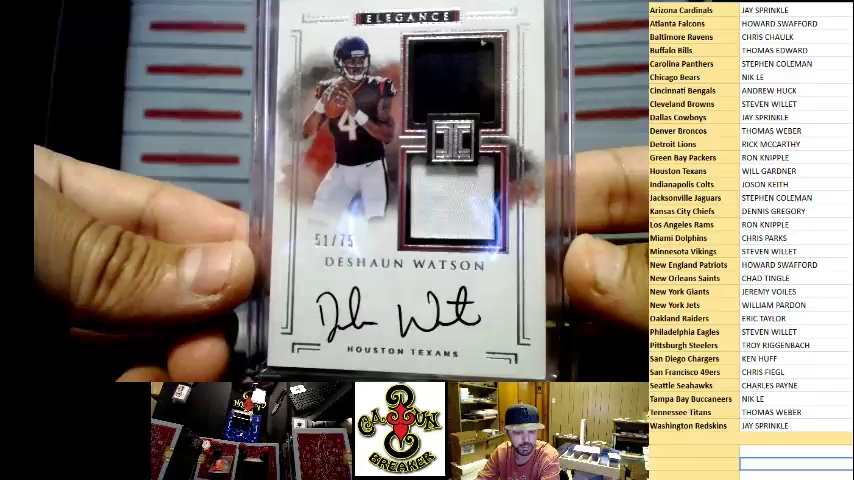 ELEGANCE
4
51/75
DESHAUN WATSON
HOUSTON TEXANS
CAJUN
BREAKER
Arizona Cardinals JAY SPRINKLE
Atlanta Falcons HOWARD SWAFFORD
Baltimore Ravens CHRIS CHAULK
Buffalo Bills THOMAS EDWARD
Carolina Panthers STEPHEN COLEMAN
Chicago Bears NIK LE
Cincinnati Bengals ANDREW HUCK
Cleveland Browns STEVEN WILLET
Dallas Cowboys JAY SPRINKLE
Denver Broncos THOMAS WEBER
Detroit Lions RICK MCCARTHY
Green Bay Packers RON KNIPPLE
Houston Texans WILL GARDNER
Indianapolis Colts JOSON KEITH
Jacksonville Jaguars STEPHEN COLEMAN
Kansas City Chiefs DENNIS GREGORY
Los Angeles Rams RON KNIPPLE
Miami Dolphins CHRIS PARKS
Minnesota Vikings STEVEN WILLET
New England Patriots HOWARD SWAFFORD
New Orleans Saints CHAD TINGLE
New York Giants JEREMY VOILES
New York Jets WILLIAM PARDON
Oakland Raiders ERIC TAYLOR
Philadelphia Eagles STEVEN WILLET
Pittsburgh Steelers TROY RIGGENBACH
San Diego Chargers KEN HUFF
San Francisco 49ers CHRIS FIEGL
Seattle Seahawks CHARLES PAYNE
Tampa Bay Buccaneers NIK LE
Tennessee Titans THOMAS WEBER
Washington Redskins JAY SPRINKLE